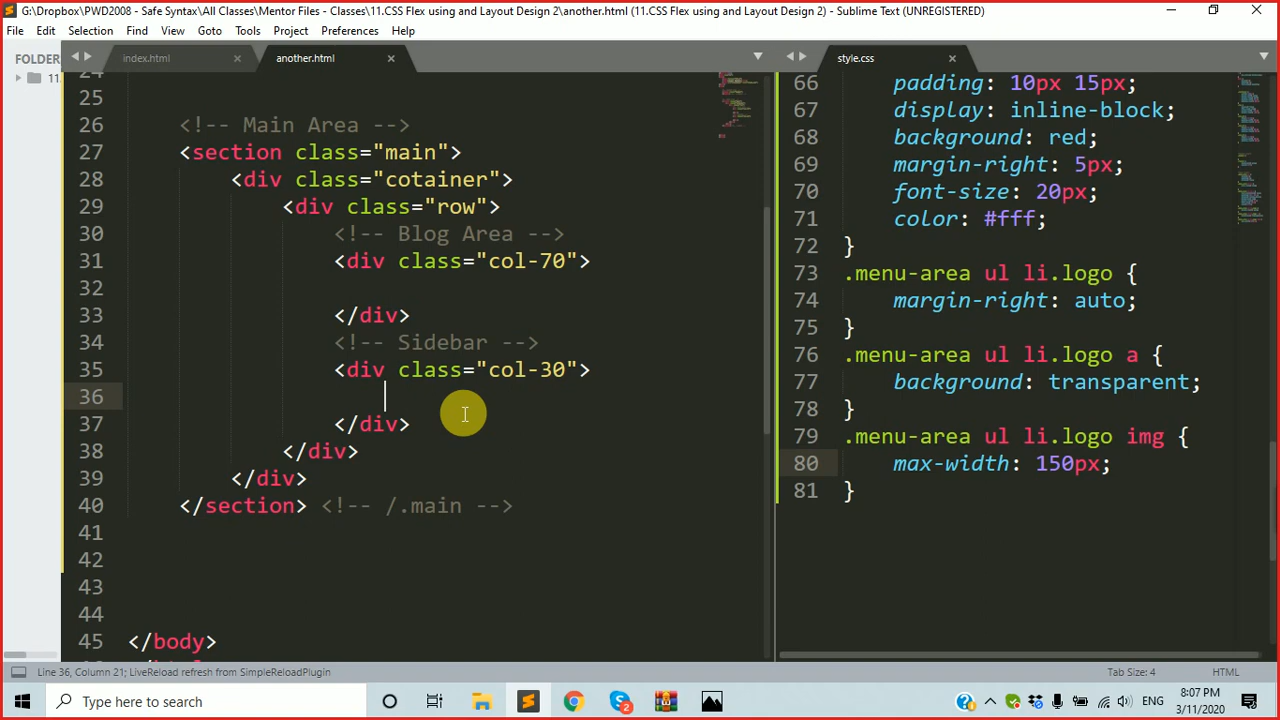 G:\Dropbox\PWD2008 - Safe Syntax\All Classes\Mentor Files - Classes\11.CSS Flex using and Layout Design 2\another.html (11.CSS Flex using and Layout Design 2) - Sublime Text (UNREGISTERED)
File Edit Selection Find View Goto Tools Project Preferences Help
FOLDER
11.
index.html
another.html
24
25
26 <!-- Main Area -->
27 <section class="main">
28 <div class="cotainer">
29 <div class="row">
30 <!-- Blog Area -->
31 <div class="col-70">
32
33 </div>
34 <!-- Sidebar -->
35 <div class="col-30">
36
37 </div>
38 </div>
39 </div>
40 </section> <!-- /.main -->
41
42
43
44
45 </body>
style.css
66 padding: 10px 15px;
67 display: inline-block;
68 background: red;
69 margin-right: 5px;
70 font-size: 20px;
71 color: #fff;
72 }
73 .menu-area ul li.logo {
74 margin-right: auto;
75 }
76 .menu-area ul li.logo a {
77 background: transparent;
78 }
79 .menu-area ul li.logo img {
80 max-width: 150px;
81 }
Line 36, Column 21; LiveReload refresh from SimpleReloadPlugin
Tab Size: 4 HTML
Type here to search
2
ENG
8:07 PM
3/11/2020